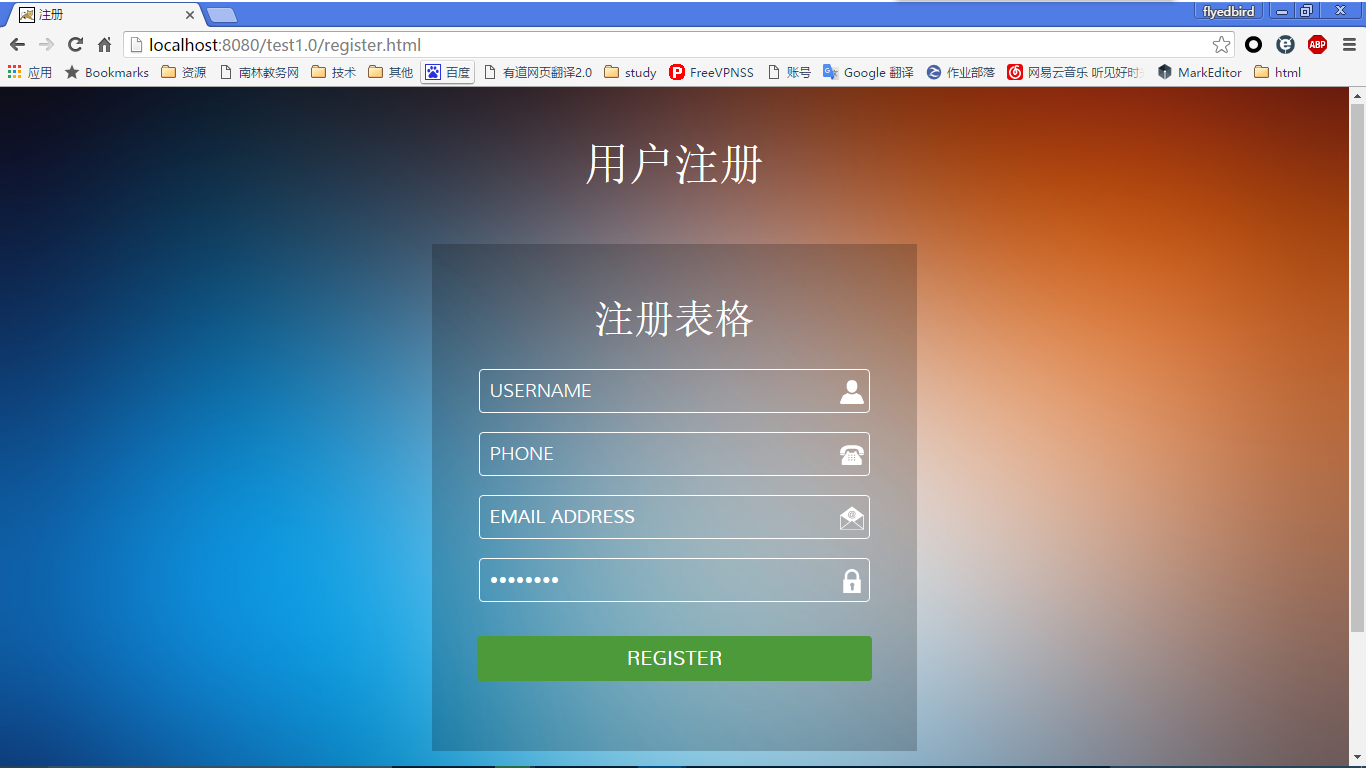 注册
flyedbird
localhost:8080/test1.0/register.html
应用 Bookmarks 资源 南林教务网 技术 其他 百度 有道网页翻译2.0 study FreeVPNSS 账号 Google 翻译 作业部落 网易云音乐 听见好时 MarkEditor html
ABP
用户注册
注册表格
USERNAME
PHONE
EMAIL ADDRESS
••••••••
REGISTER